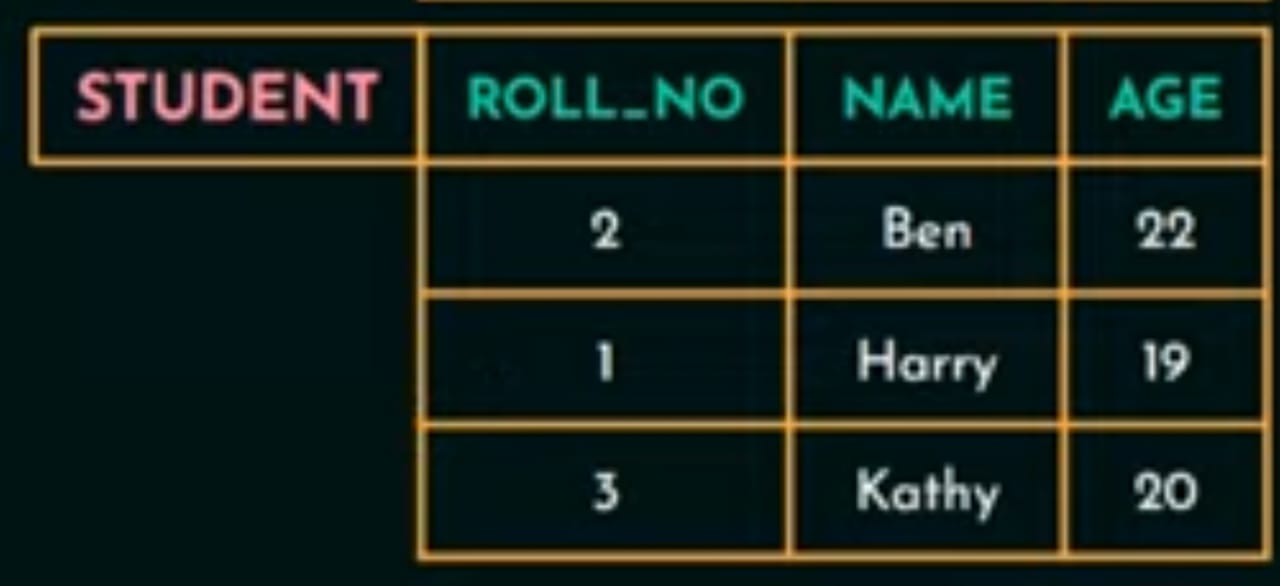 STUDENT ROLL_NO NAME AGE
2 Ben 22
1 Harry 19
3 Kathy 20